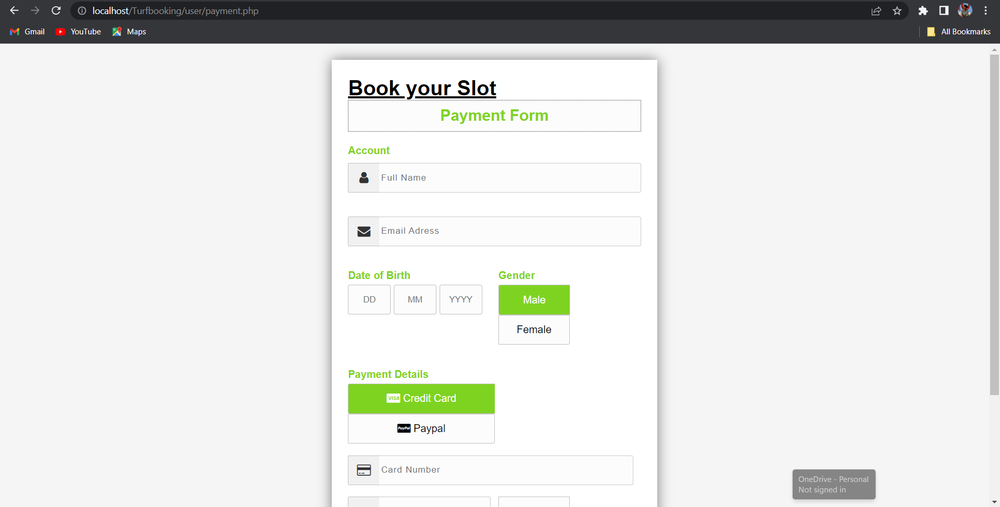 localhost/Turfbooking/user/payment.php
Gmail YouTube Maps All Bookmarks
Book your Slot
Payment Form
Account
Full Name
Email Adress
Date of Birth Gender
DD MM YYYY Male
Female
Payment Details
VISA Credit Card
PayPal Paypal
Card Number
OneDrive - Personal
Not signed in